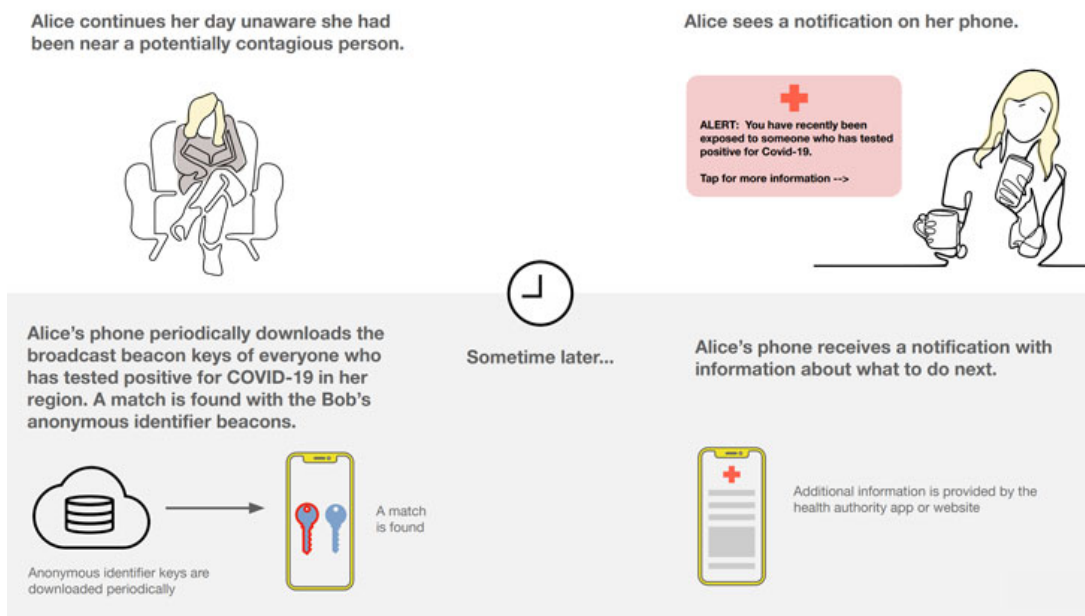 Alice continues her day unaware she had
been near a potentially contagious person.
Alice sees a notification on her phone.
ALERT:  You have recently been
exposed to someone who has tested
positive for Covid-19.
Tap for more information -->
Alice’s phone periodically downloads the
broadcast beacon keys of everyone who
has tested positive for COVID-19 in her
region. A match is found with the Bob’s
anonymous identifier beacons.
A match
is found
Anonymous identifier keys are
downloaded periodically
Sometime later...
Alice’s phone receives a notification with
information about what to do next.
Additional information is provided by the
health authority app or website